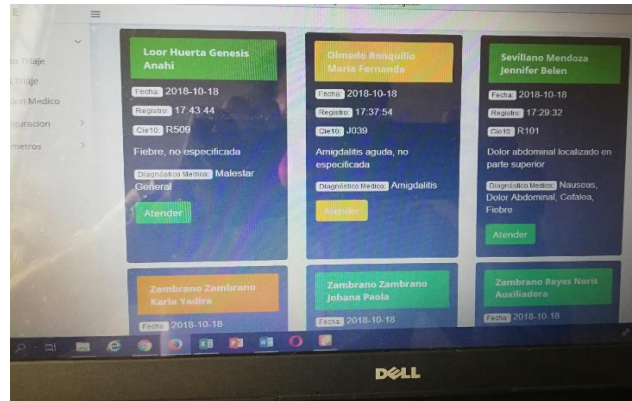 E
Triaje
Triaje
Medico
Loor Huerta Genesis
Anahi
Fecha: 2018-10-18
Registro: 17:43:44
Cie10: R509
Fiebre, no especificada
Diagnóstico Medico: Malestar
General
Atender
Olmedo Ronquillo
Maria Fernanda
Fecha: 2018-10-18
Registro: 17:37:54
Cie10: J039
Amigdalitis aguda, no
especificada
Diagnóstico Medico: Amigdalitis
Atender
Sevillano Mendoza
Jennifer Belen
Fecha: 2018-10-18
Registro: 17:29:32
Cie10: R101
Dolor abdominal localizado en
parte superior
Diagnóstico Medico: Nauseas,
Dolor Abdominal, Cefalea,
Fiebre
Atender
Zambrano Zambrano
Karla Yadira
Fecha: 2018-10-18
Zambrano Zambrano
Johana Paola
Fecha: 2018-10-18
Zambrano Reyes Noris
Auxiliadora
Fecha: 2018-10-18
DELL